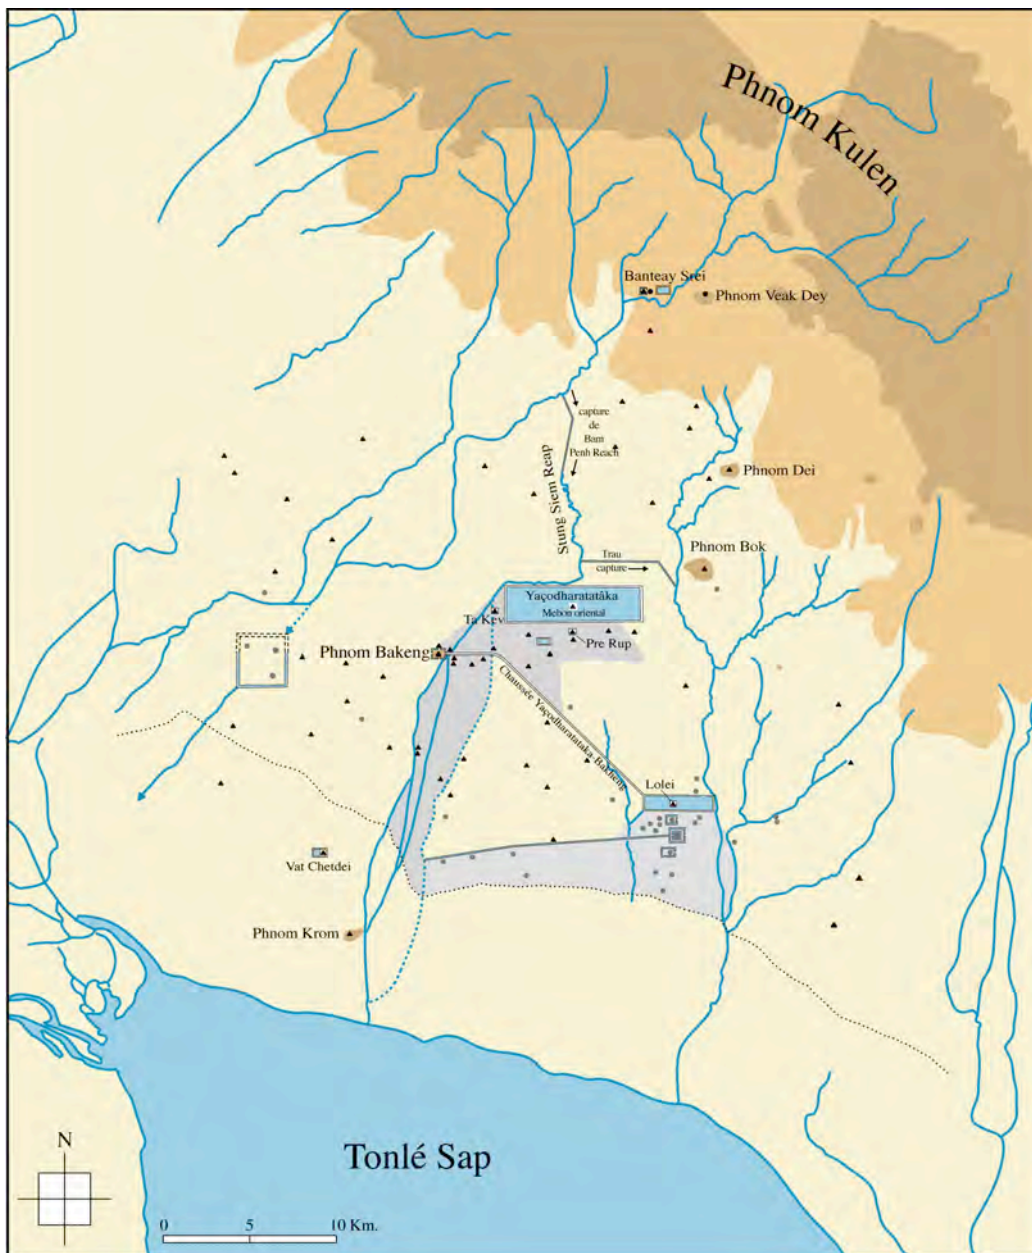 Phnom Kulen
Banteay Srei
Phnom Veak Dey
capture
de
Bam
Penh Reach
Stung Siem Reap
Phnom Dei
Phnom Bok
Trau
capture
Yaçodharatatâka
Mebon oriental
Ta Kev
Pre Rup
Phnom Bakeng
Chaussée Yaçodharatataka-Bakheng
Lolei
Vat Chetdei
Phnom Krom
Tonlé Sap
N
0 5 10 Km.